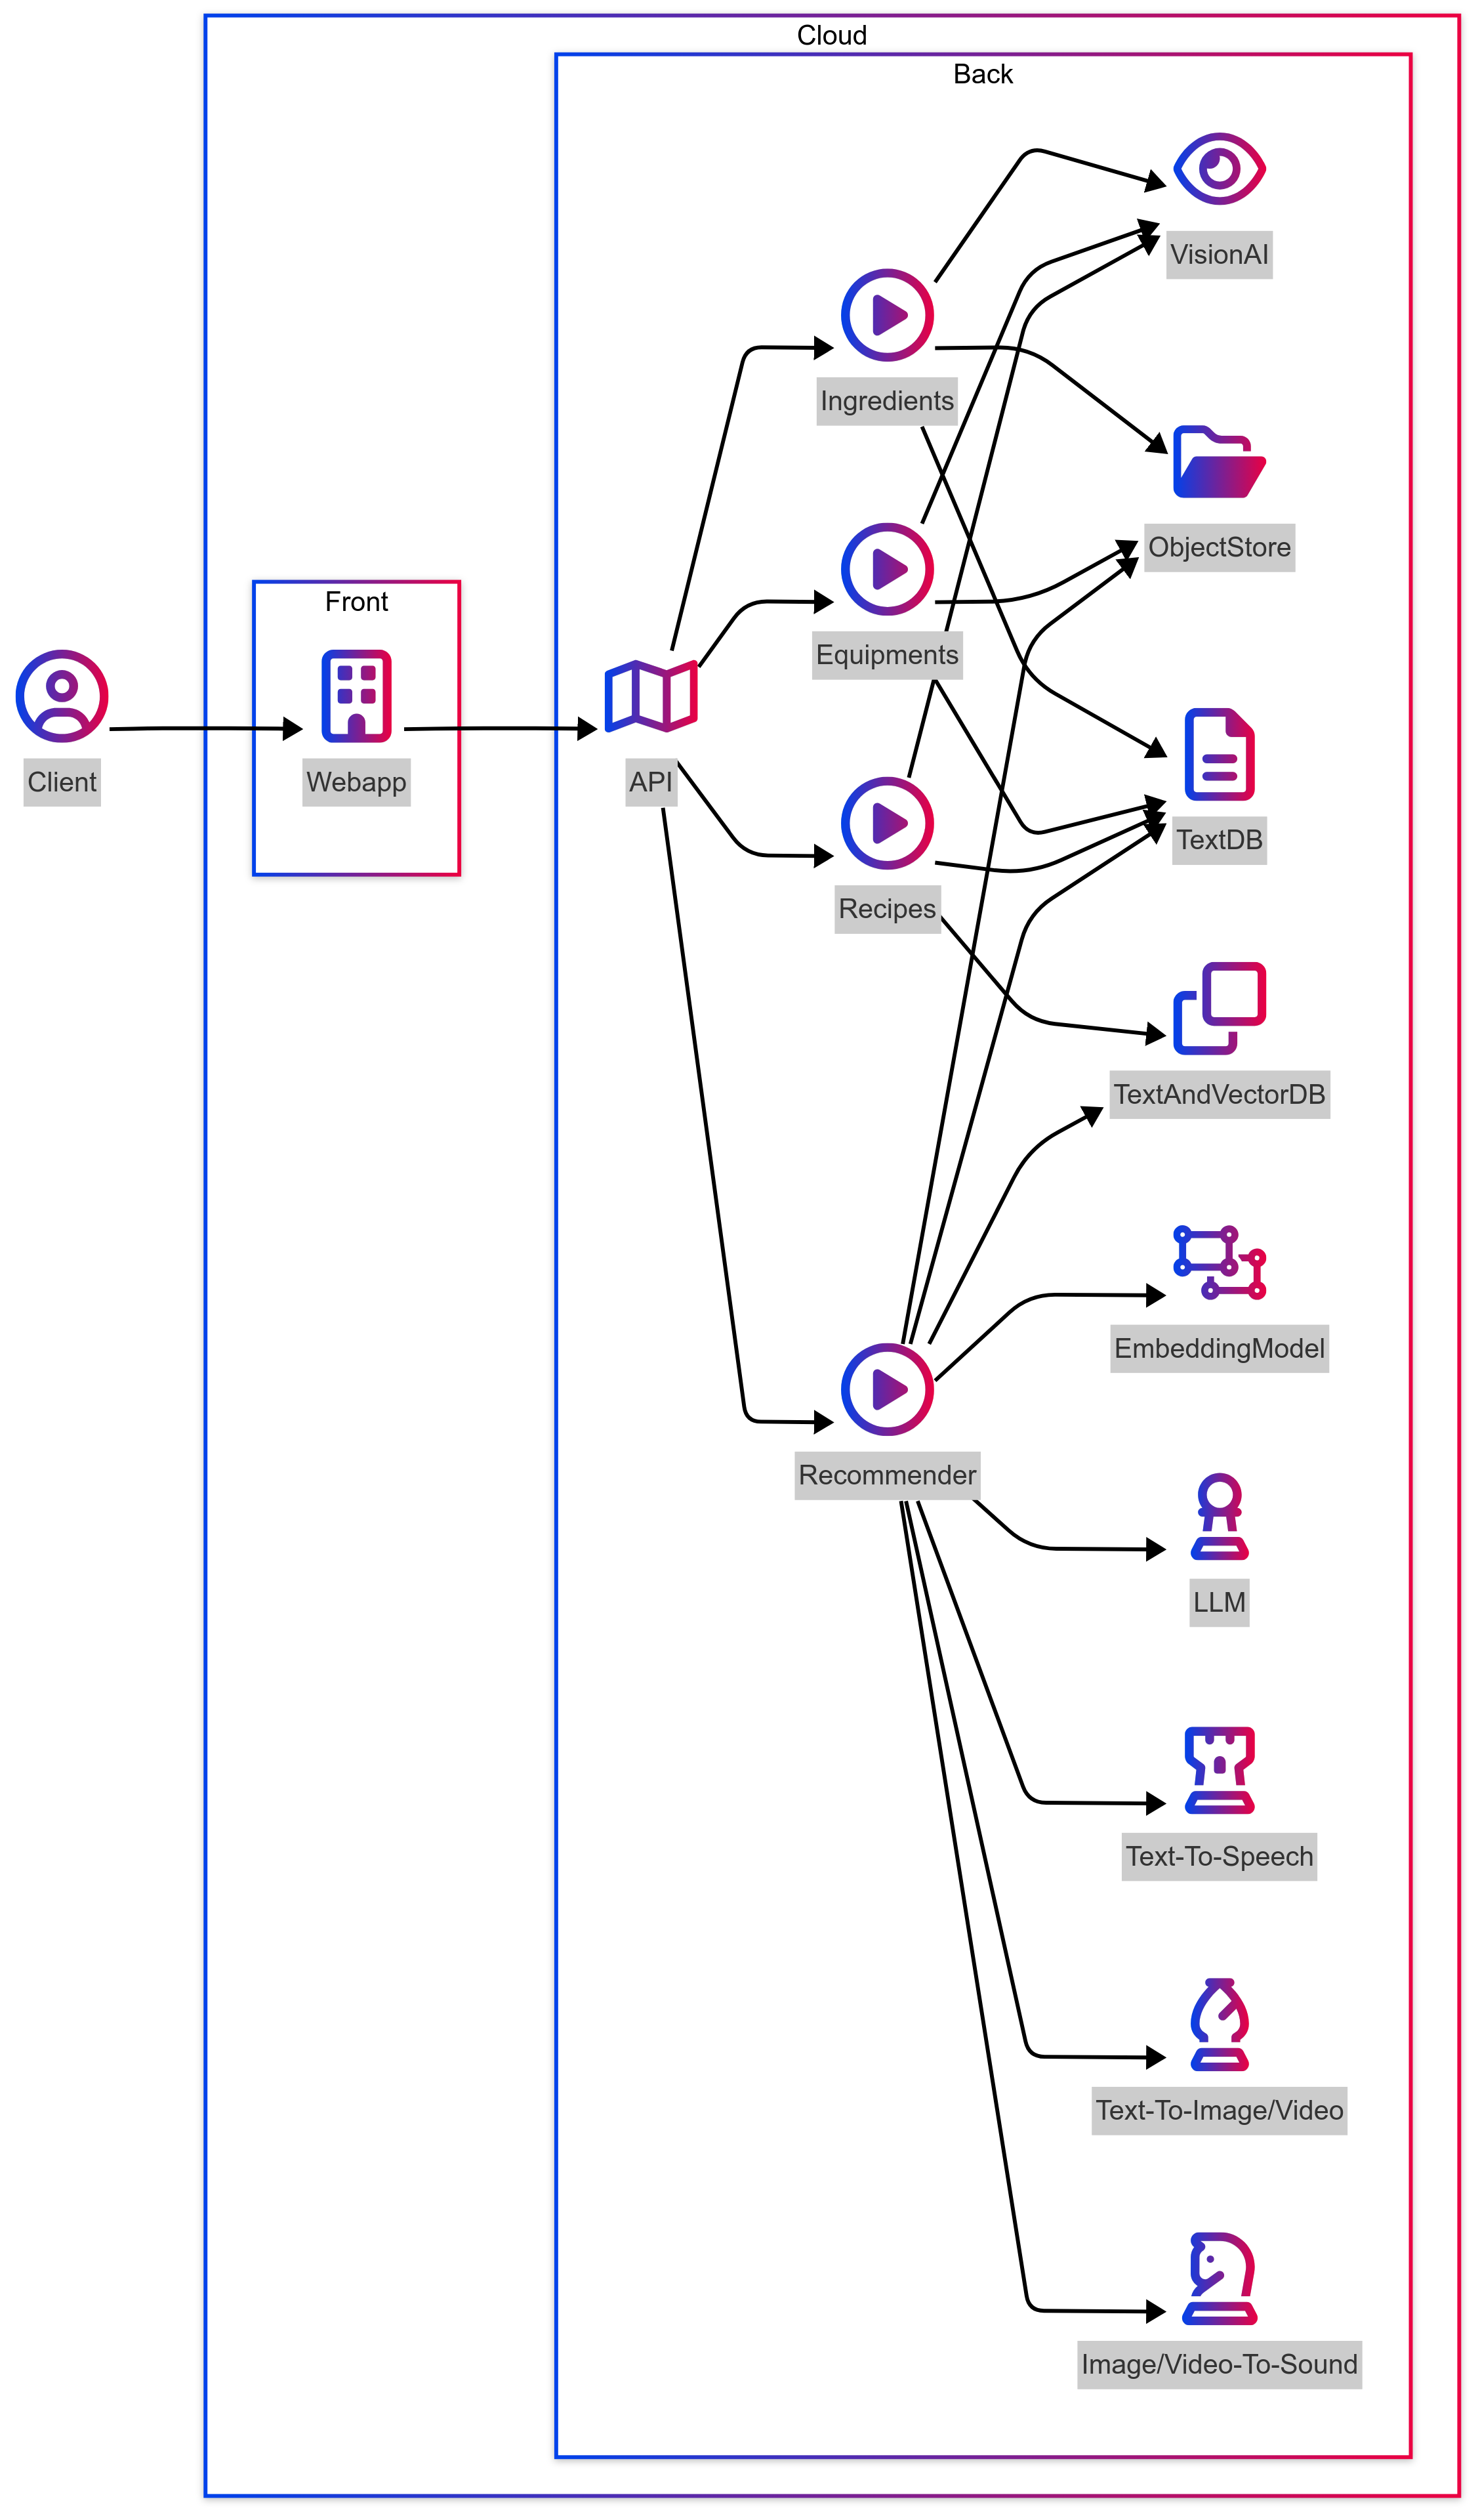 Cloud
Back
VisionAI
Ingredients
ObjectStore
Front
Equipments
Client
Webapp
API
TextDB
Recipes
TextAndVectorDB
EmbeddingModel
Recommender
LLM
Text-To-Speech
Text-To-Image/Video
Image/Video-To-Sound